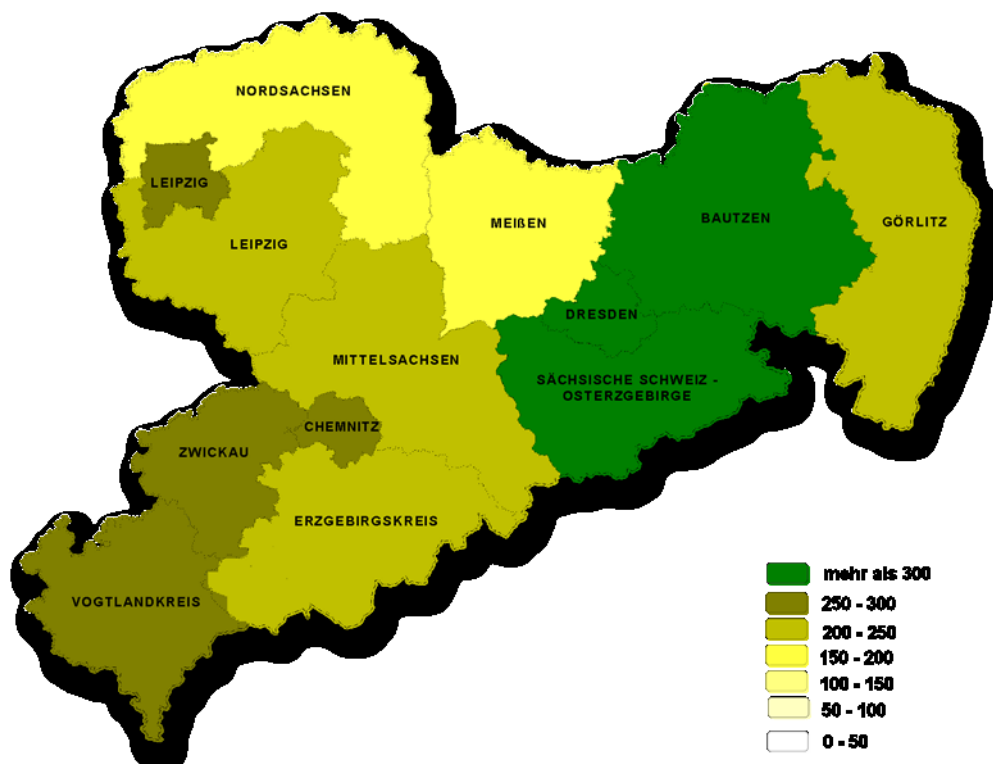 NORDSACHSEN
LEIPZIG
LEIPZIG
MEIßEN
BAUTZEN
GÖRLITZ
DRESDEN
MITTELSACHSEN
SÄCHSISCHE SCHWEIZ -
OSTERZGEBIRGE
CHEMNITZ
ZWICKAU
ERZGEBIRGSKREIS
VOGTLANDKREIS
mehr als 300
250 - 300
200 - 250
150 - 200
100 - 150
50 - 100
0 - 50